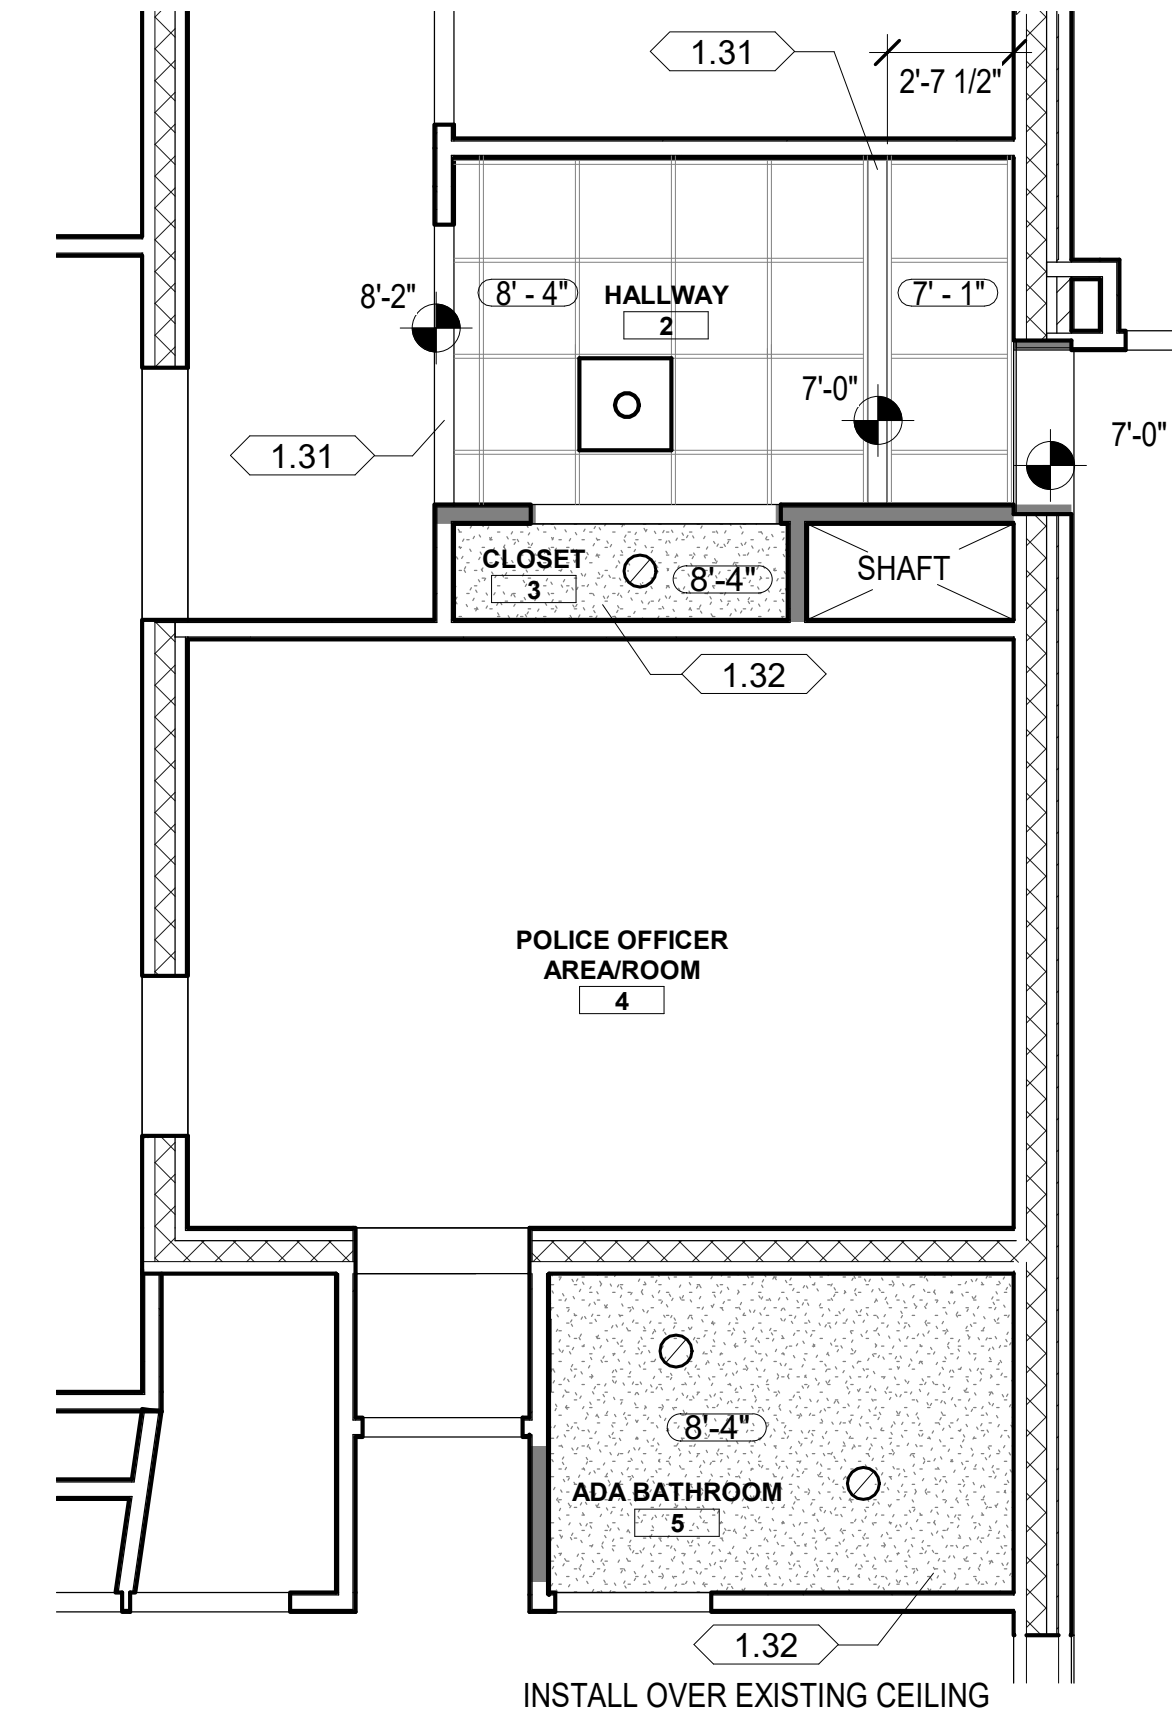 1.31
2'-7 1/2"
8'-2"
8' - 4"
HALLWAY
2
7' - 1"
7'-0"
7'-0"
1.31
CLOSET
3
8'-4"
SHAFT
1.32
POLICE OFFICER
AREA/ROOM
4
8'-4"
ADA BATHROOM
5
1.32
INSTALL OVER EXISTING CEILING